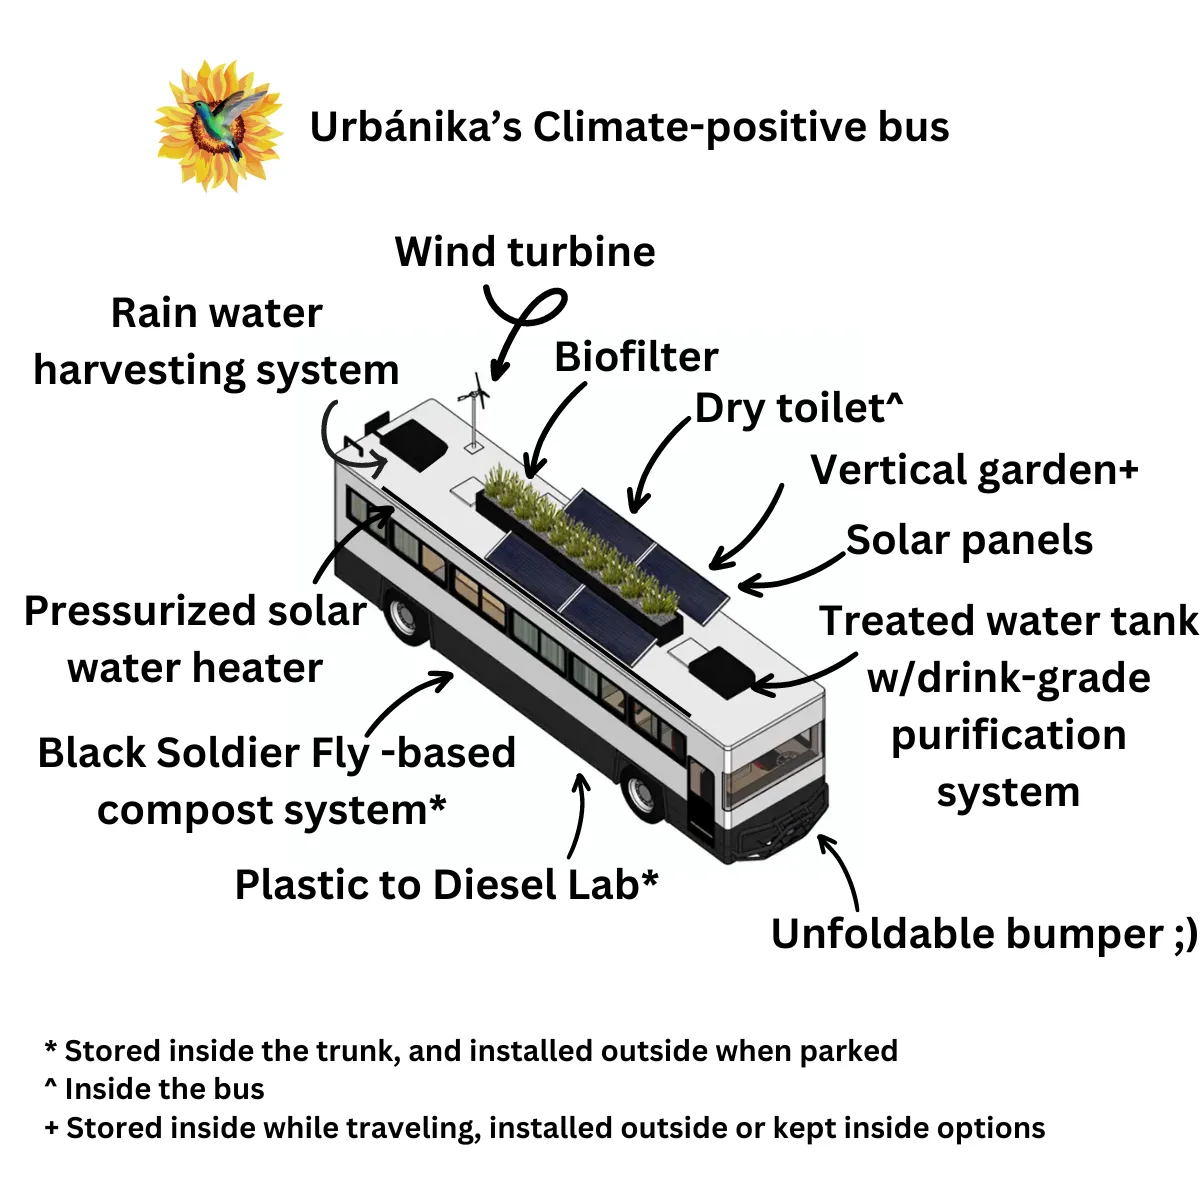 Urbánika’s Climate-positive bus
Wind turbine
Rain water
harvesting system
Biofilter
Dry toilet^
Vertical garden+
Solar panels
Pressurized solar
water heater
Treated water tank
w/drink-grade
purification
system
Black Soldier Fly -based
compost system*
Plastic to Diesel Lab*
Unfoldable bumper ;)
* Stored inside the trunk, and installed outside when parked
^ Inside the bus
+ Stored inside while traveling, installed outside or kept inside options